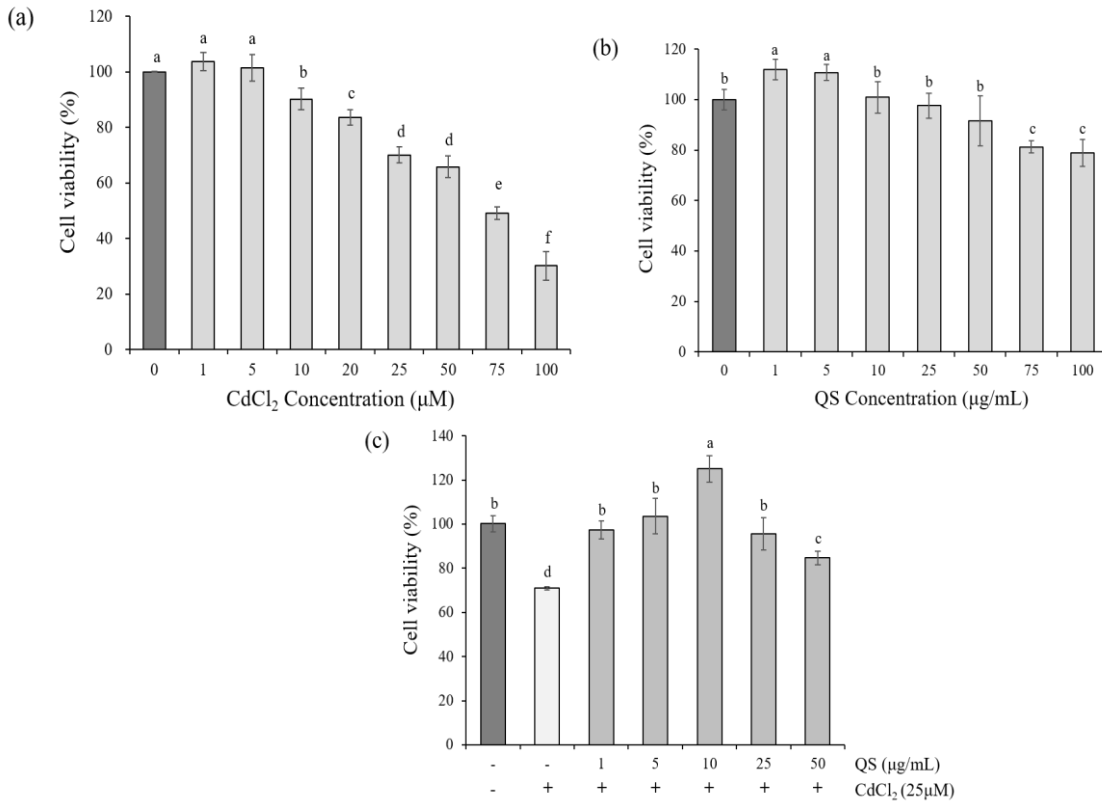 (a)
Cell viability (%)
120
100
80
60
40
20
0
a
a
a
b
c
d
d
e
f
0 1 5 10 20 25 50 75 100
CdCl₂ Concentration (μM)
(b)
Cell viability (%)
120
100
80
60
40
20
0
b
a
a
b
b
b
c
c
0 1 5 10 25 50 75 100
QS Concentration (μg/mL)
(c)
Cell viability (%)
140
120
100
80
60
40
20
0
b
d
b
b
a
b
c
- - 1 5 10 25 50 QS (μg/mL)
- + + + + + + CdCl₂ (25μM)